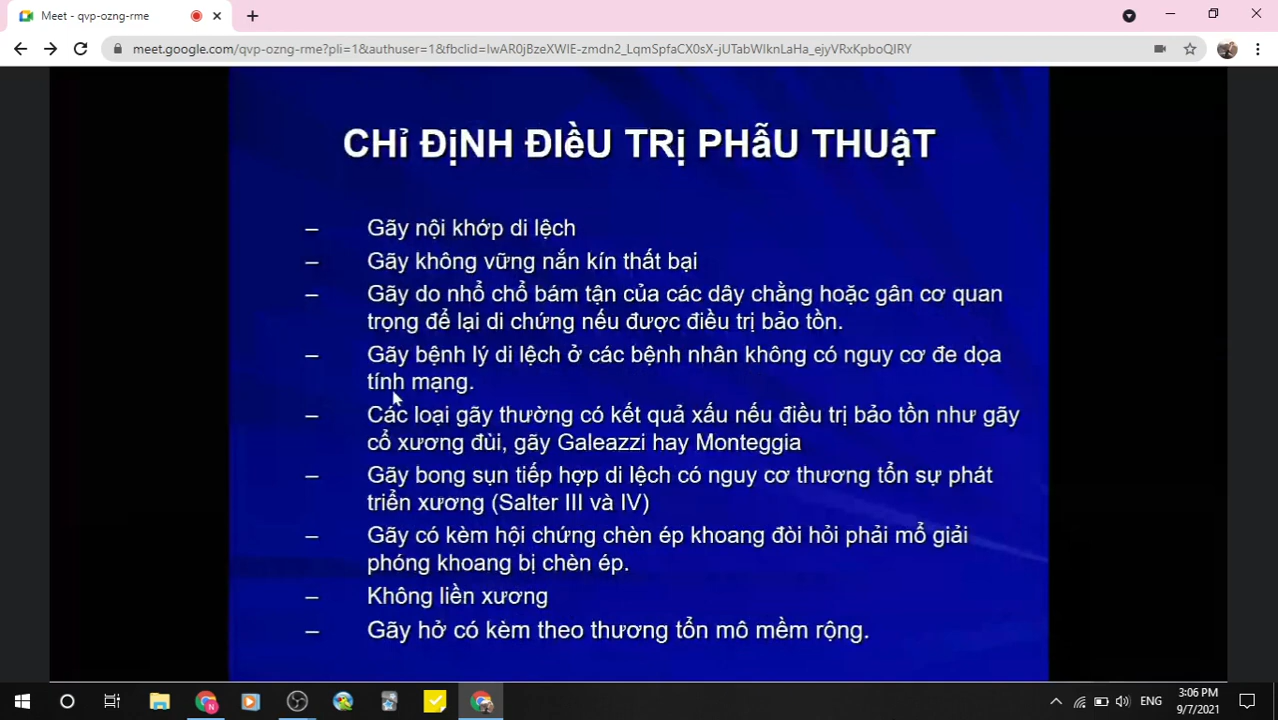 Meet - qvp-ozng-rme
meet.google.com/qvp-ozng-rme?pli=1&authuser=1&fbclid=IwAR0jBzeXWIE-zmdn2_LqmSpfaCX0sX-jUTabWIknLaHa_ejyVRxKpboQIRY
CHỉ ĐịNH ĐIềU TRị PHẫU THUậT
– Gãy nội khớp di lệch
– Gãy không vững nắn kín thất bại
– Gãy do nhổ chổ bám tận của các dây chằng hoặc gân cơ quan
trọng để lại di chứng nếu được điều trị bảo tồn.
– Gãy bệnh lý di lệch ở các bệnh nhân không có nguy cơ đe dọa
tính mạng.
– Các loại gãy thường có kết quả xấu nếu điều trị bảo tồn như gãy
cổ xương đùi, gãy Galeazzi hay Monteggia
– Gãy bong sụn tiếp hợp di lệch có nguy cơ thương tổn sự phát
triển xương (Salter III và IV)
– Gãy có kèm hội chứng chèn ép khoang đòi hỏi phải mổ giải
phóng khoang bị chèn ép.
– Không liền xương
– Gãy hở có kèm theo thương tổn mô mềm rộng.
ENG
3:06 PM
9/7/2021